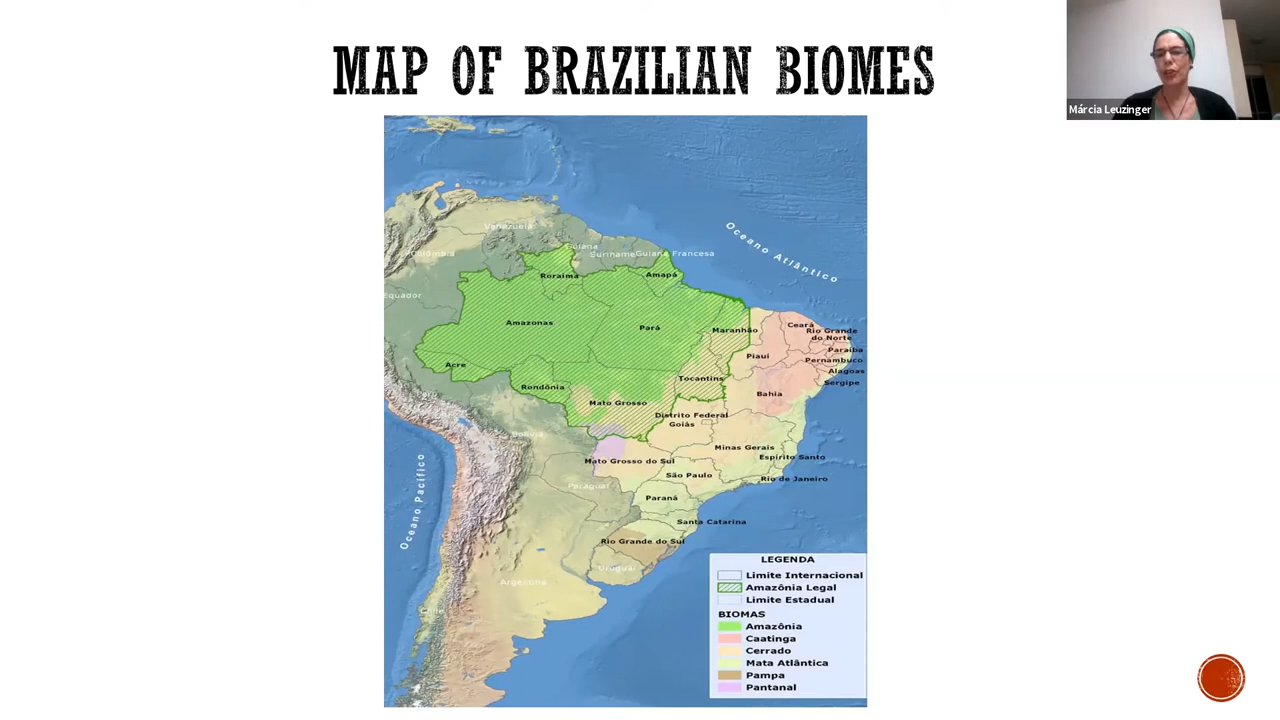 MAP OF BRAZILIAN BIOMES
Márcia Leuzinger
Venezuela
Colômbia
Guiana
Suriname
Guiana Francesa
Oceano Atlântico
Equador
Roraima
Amapá
Amazonas
Pará
Maranhão
Ceará
Rio Grande
do Norte
Paraíba
Piauí
Pernambuco
Acre
Alagoas
Rondônia
Tocantins
Sergipe
Bahia
Mato Grosso
Distrito Federal
Goiás
Bolívia
Minas Gerais
Espírito Santo
Mato Grosso do Sul
São Paulo
Rio de Janeiro
Paraguai
Paraná
Oceano Pacífico
Santa Catarina
Rio Grande do Sul
Uruguai
Argentina
Chile
LEGENDA
Limite Internacional
Amazônia Legal
Limite Estadual
BIOMAS
Amazônia
Caatinga
Cerrado
Mata Atlântica
Pampa
Pantanal